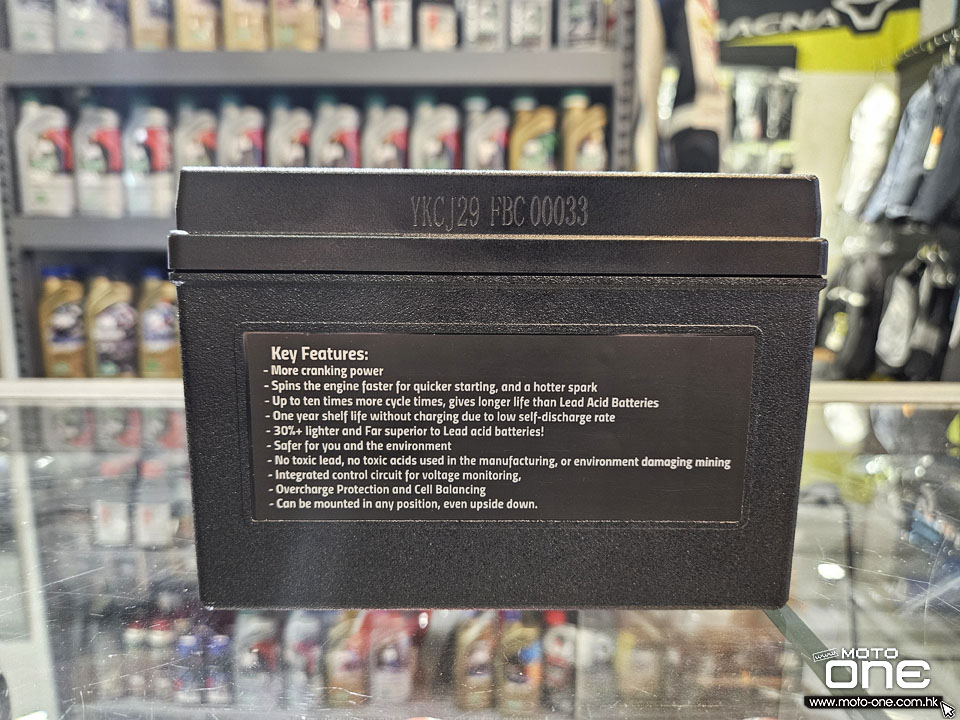 MACNA
YKCJ29 FBC00033
Key Features:
- More cranking power
- Spins the engine faster for quicker starting, and a hotter spark
- Up to ten times more cycle times, gives longer life than Lead Acid Batteries
- One year shelf life without charging due to low self-discharge rate
- 30%+ lighter and Far superior to Lead acid batteries!
- Safer for you and the environment
- No toxic lead, no toxic acids used in the manufacturing, or environment damaging mining
- Integrated control circuit for voltage monitoring,
- Overcharge Protection and Cell Balancing
- Can be mounted in any position, even upside down.
www MOTO
ONE
www.moto-one.com.hk